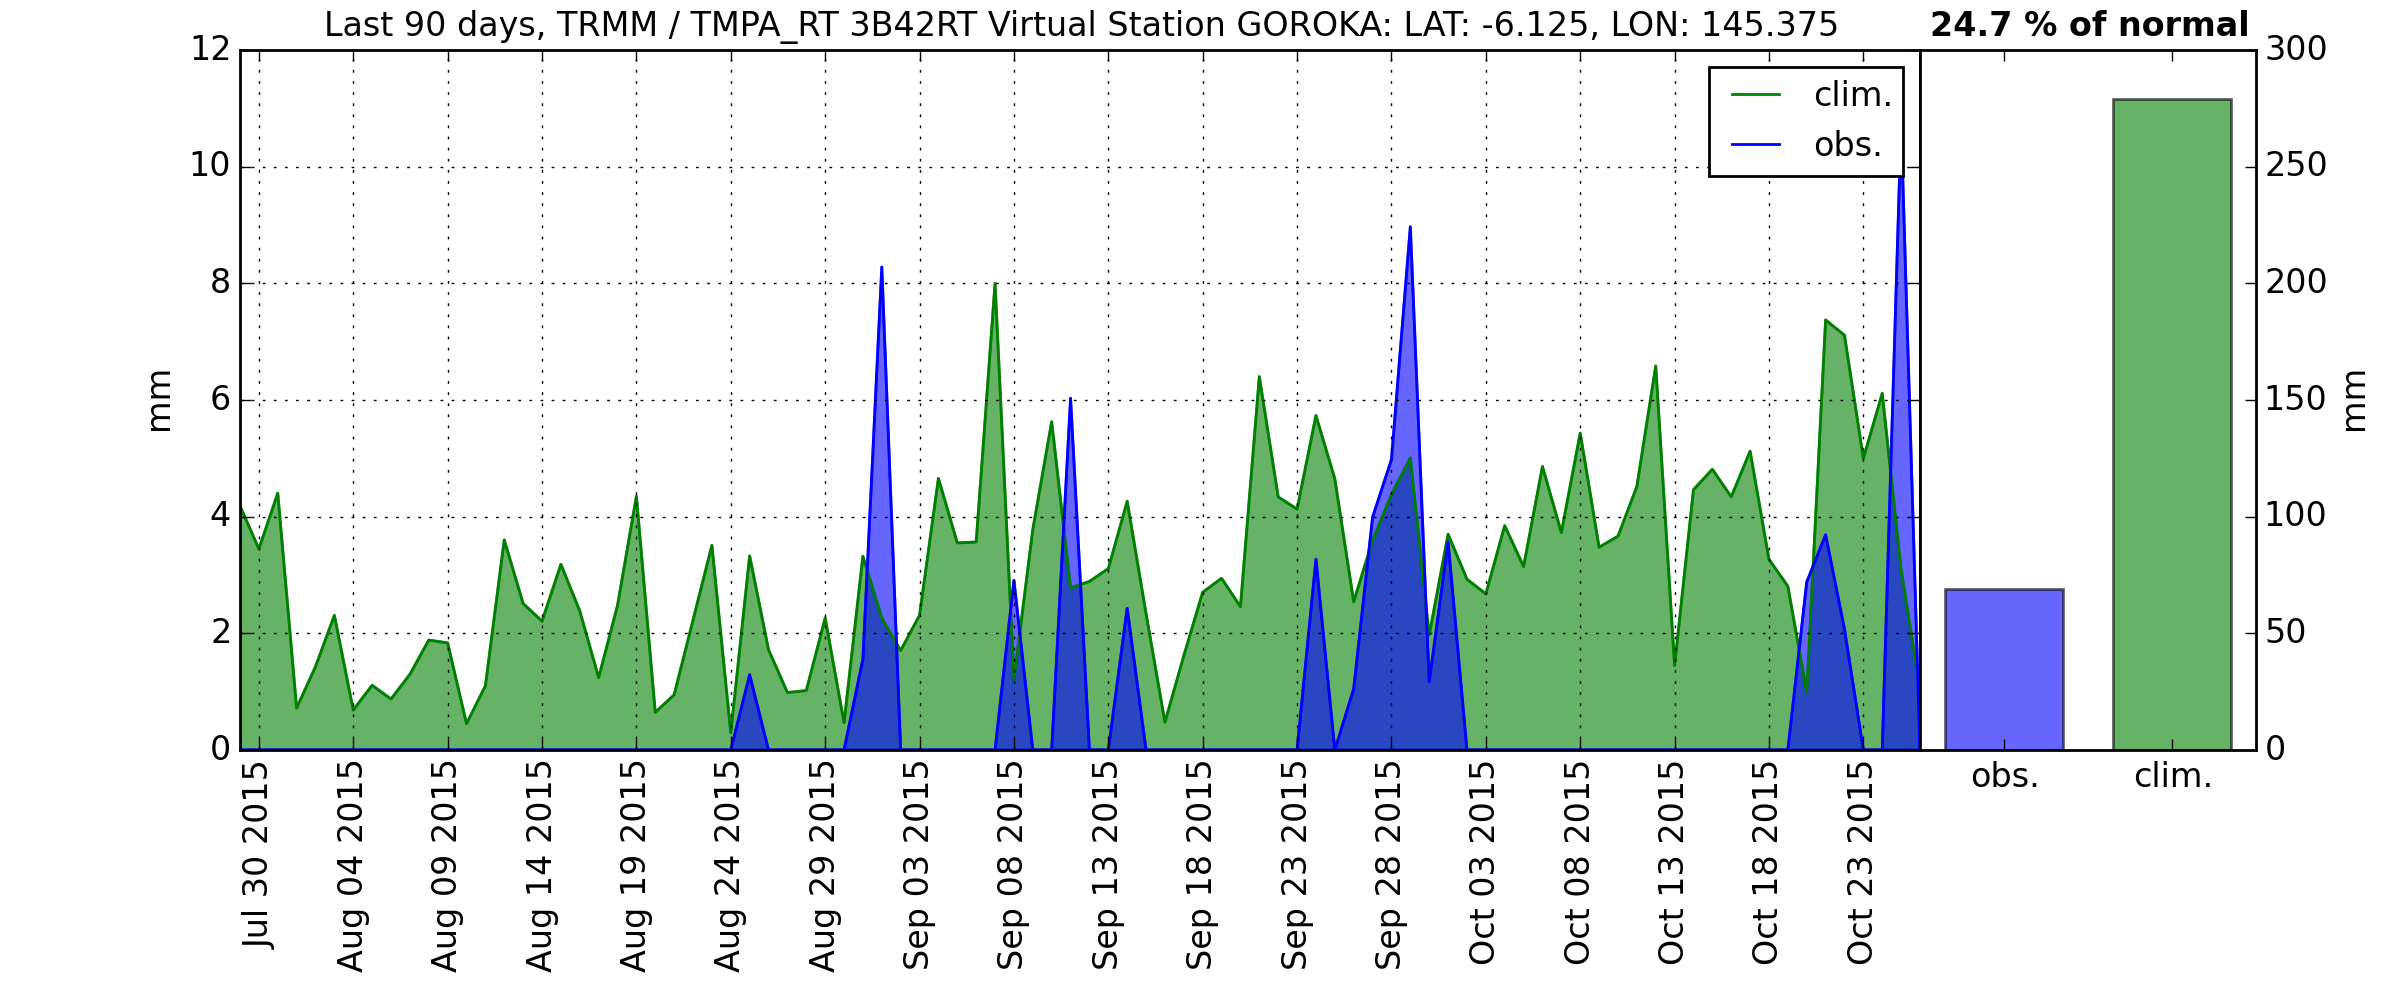 Last 90 days, TRMM / TMPA_RT 3B42RT Virtual Station GOROKA: LAT: -6.125, LON: 145.375
24.7 % of normal
12
10
8
6
4
2
0
mm
clim.
obs.
300
250
200
150
100
50
0
mm
Jul 30 2015
Aug 04 2015
Aug 09 2015
Aug 14 2015
Aug 19 2015
Aug 24 2015
Aug 29 2015
Sep 03 2015
Sep 08 2015
Sep 13 2015
Sep 18 2015
Sep 23 2015
Sep 28 2015
Oct 03 2015
Oct 08 2015
Oct 13 2015
Oct 18 2015
Oct 23 2015
obs.
clim.